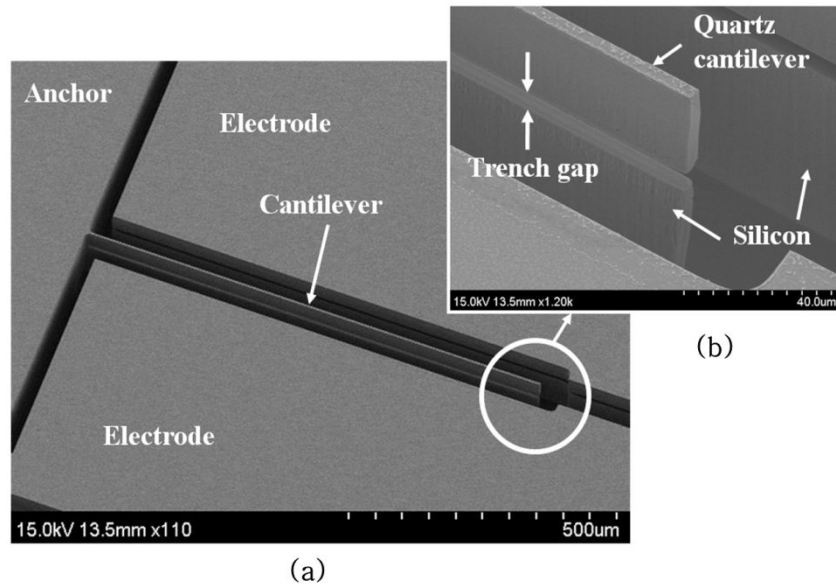 Anchor
Electrode
Cantilever
Electrode
15.0kV 13.5mm x110
500um
(a)
Quartz
cantilever
Trench gap
Silicon
15.0kV 13.5mm x1.20k
40.0um
(b)